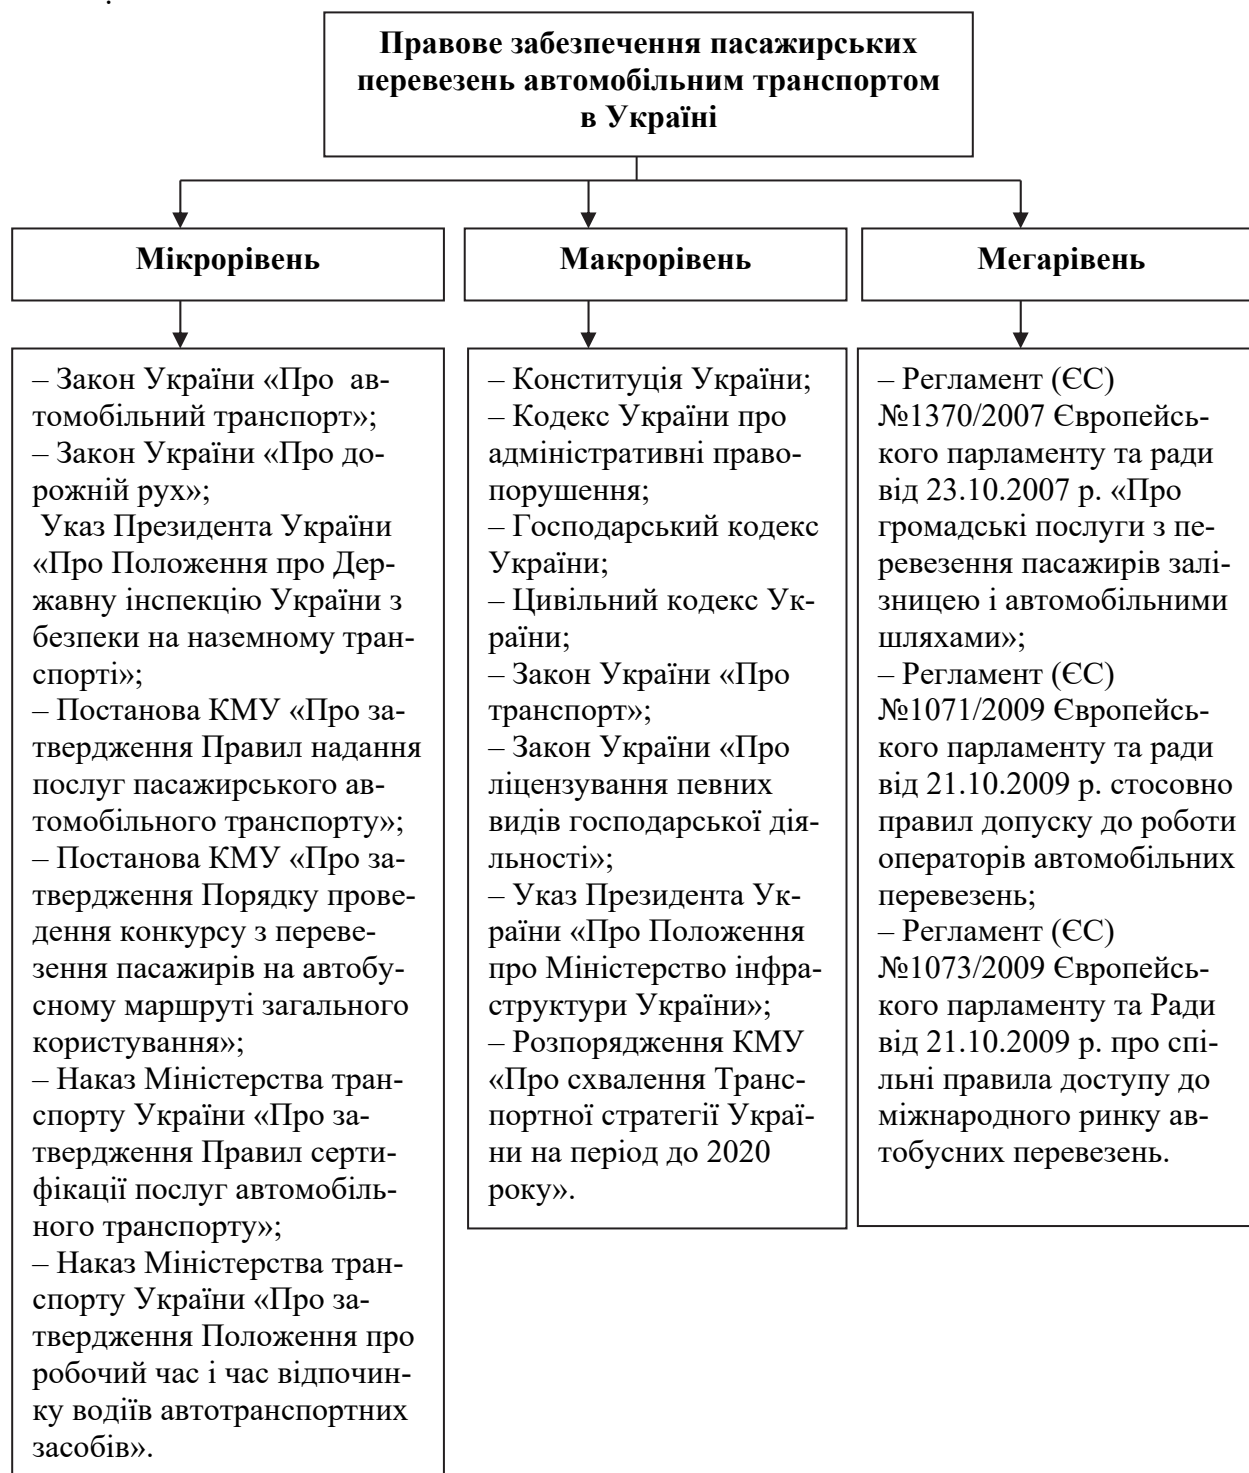 Правове забезпечення пасажирських
перевезень автомобільним транспортом
в Україні
Мікрорівень
Макрорівень
Мегарівень
– Закон України «Про ав-
томобільний транспорт»;
– Закон України «Про до-
рожній рух»;
Указ Президента України
«Про Положення про Дер-
жавну інспекцію України з
безпеки на наземному тран-
спорті»;
– Постанова КМУ «Про за-
твердження Правил надання
послуг пасажирського ав-
томобільного транспорту»;
– Постанова КМУ «Про за-
твердження Порядку прове-
дення конкурсу з переве-
зення пасажирів на автобу-
сному маршруті загального
користування»;
– Наказ Міністерства тран-
спорту України «Про за-
твердження Правил серти-
фікації послуг автомобіль-
ного транспорту»;
– Наказ Міністерства тран-
спорту України «Про за-
твердження Положення про
робочий час і час відпочин-
ку водіїв автотранспортних
засобів».
– Конституція України;
– Кодекс України про
адміністративні право-
порушення;
– Господарський кодекс
України;
– Цивільний кодекс Ук-
раїни;
– Закон України «Про
транспорт»;
– Закон України «Про
ліцензування певних
видів господарської дія-
льності»;
– Указ Президента Ук-
раїни «Про Положення
про Міністерство інфра-
структури України»;
– Розпорядження КМУ
«Про схвалення Транс-
портної стратегії Украї-
ни на період до 2020
року».
– Регламент (ЄС)
№1370/2007 Європейсь-
кого парламенту та ради
від 23.10.2007 р. «Про
громадські послуги з пе-
ревезення пасажирів залі-
зницею і автомобільними
шляхами»;
– Регламент (ЄС)
№1071/2009 Європейсь-
кого парламенту та ради
від 21.10.2009 р. стосовно
правил допуску до роботи
операторів автомобільних
перевезень;
– Регламент (ЄС)
№1073/2009 Європейсь-
кого парламенту та Ради
від 21.10.2009 р. про спі-
льні правила доступу до
міжнародного ринку ав-
тобусних перевезень.